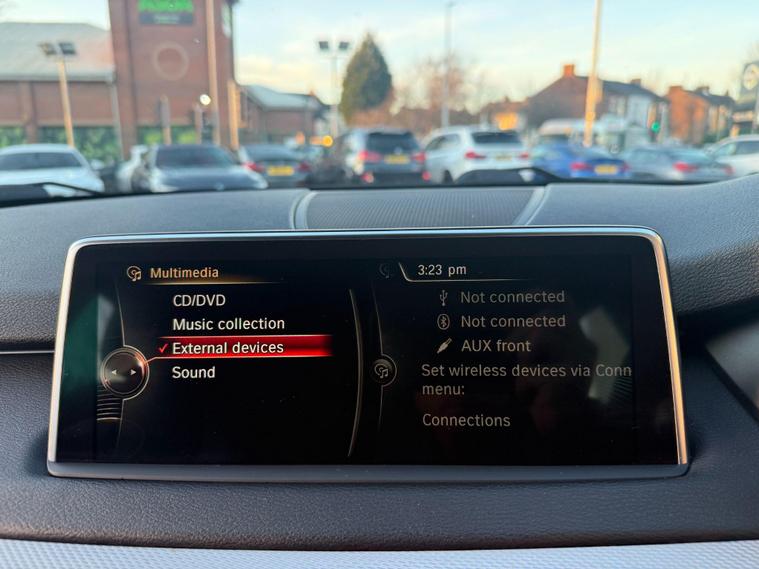 Multimedia
CD/DVD
Music collection
External devices
Sound
3:23 pm
Not connected
Not connected
AUX front
Set wireless devices via Conn
menu:
Connections